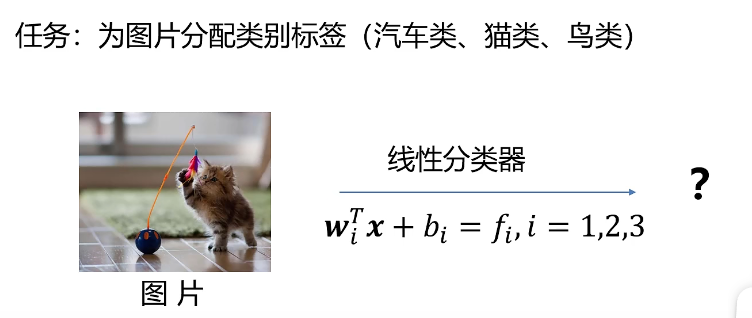 任务：为图片分配类别标签（汽车类、猫类、鸟类）
线性分类器
?
$\boldsymbol{w}_i^T \boldsymbol{x} + b_i = f_i, i = 1,2,3$
图 片